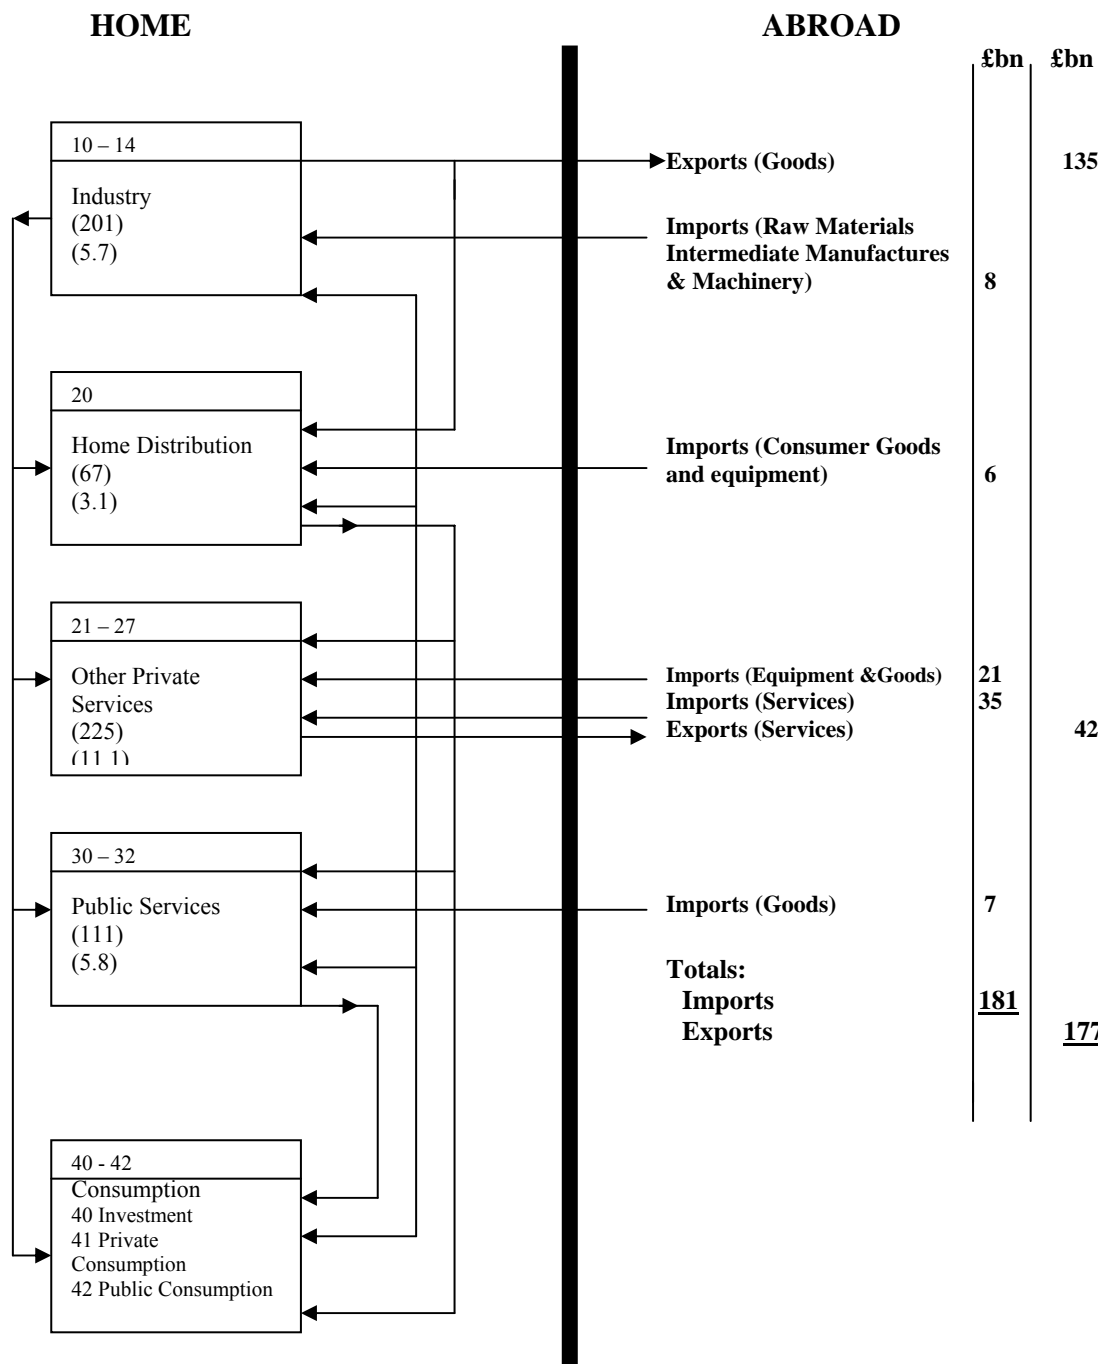 HOME
ABROAD
£bn £bn
10 – 14
Industry
(201)
(5.7)
Exports (Goods) 135
Imports (Raw Materials
Intermediate Manufactures
& Machinery) 8
20
Home Distribution
(67)
(3.1)
Imports (Consumer Goods
and equipment) 6
21 – 27
Other Private
Services
(225)
(11.1)
Imports (Equipment &Goods) 21
Imports (Services) 35
Exports (Services) 42
30 – 32
Public Services
(111)
(5.8)
Imports (Goods) 7
Totals:
Imports 181
Exports 177
40 - 42
Consumption
40 Investment
41 Private
Consumption
42 Public Consumption